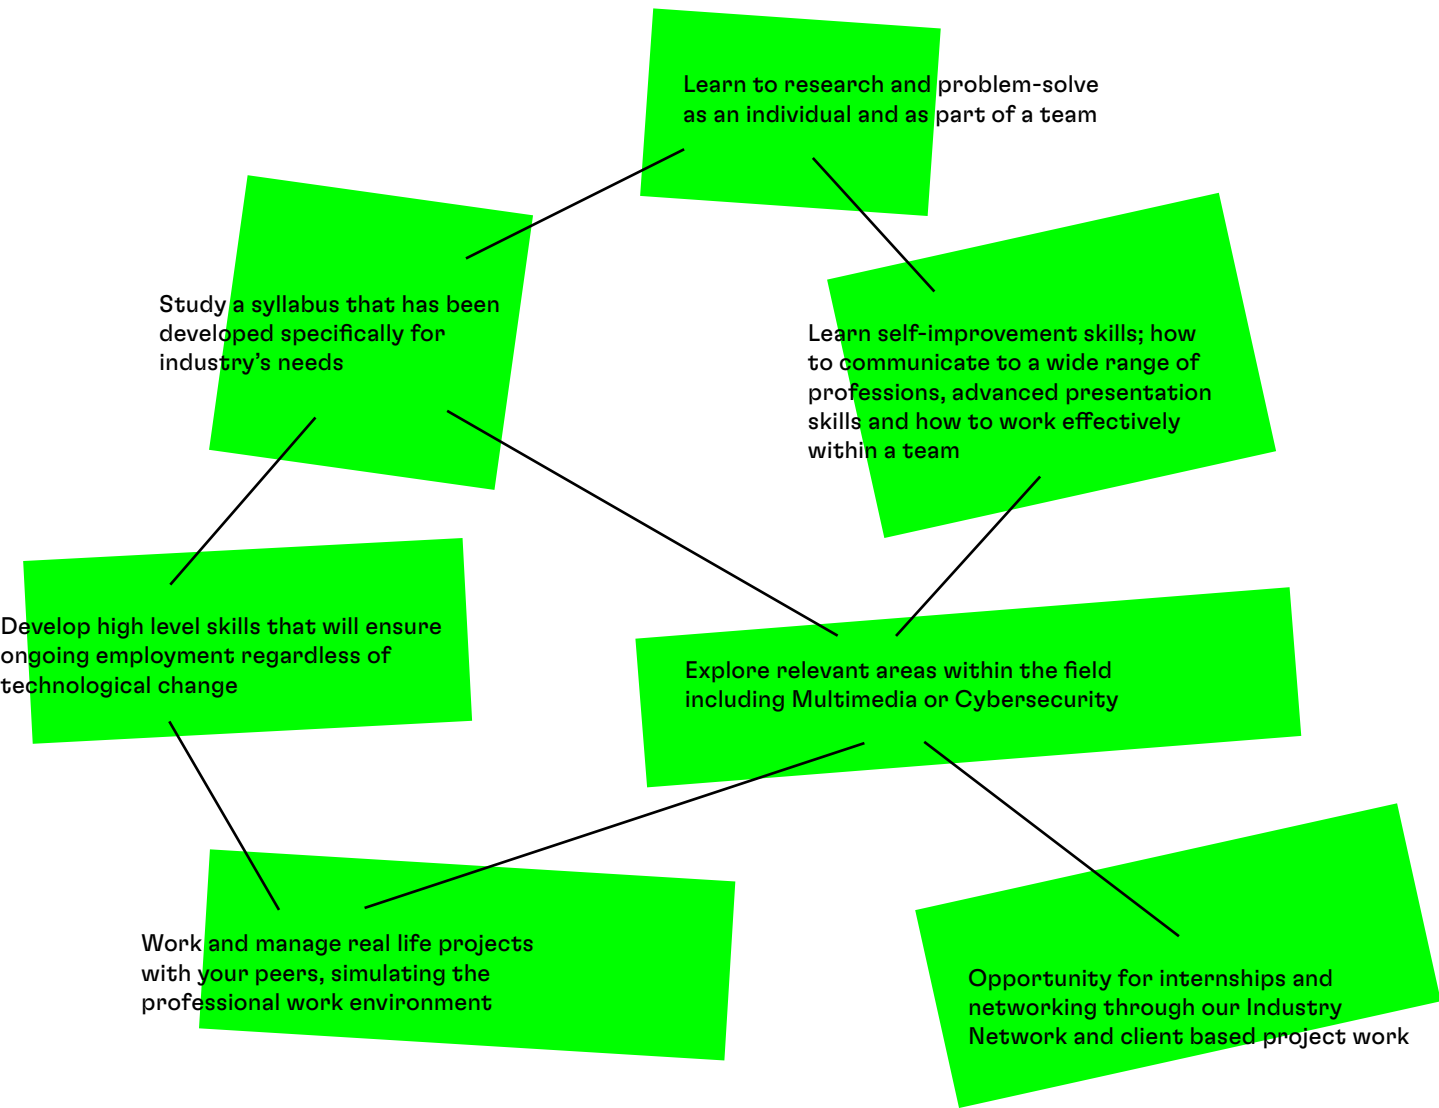 Learn to research and problem-solve
as an individual and as part of a team
Study a syllabus that has been
developed specifically for
industry’s needs
Learn self-improvement skills; how
to communicate to a wide range of
professions, advanced presentation
skills and how to work effectively
within a team
Develop high level skills that will ensure
ongoing employment regardless of
technological change
Explore relevant areas within the field
including Multimedia or Cybersecurity
Work and manage real life projects
with your peers, simulating the
professional work environment
Opportunity for internships and
networking through our Industry
Network and client based project work